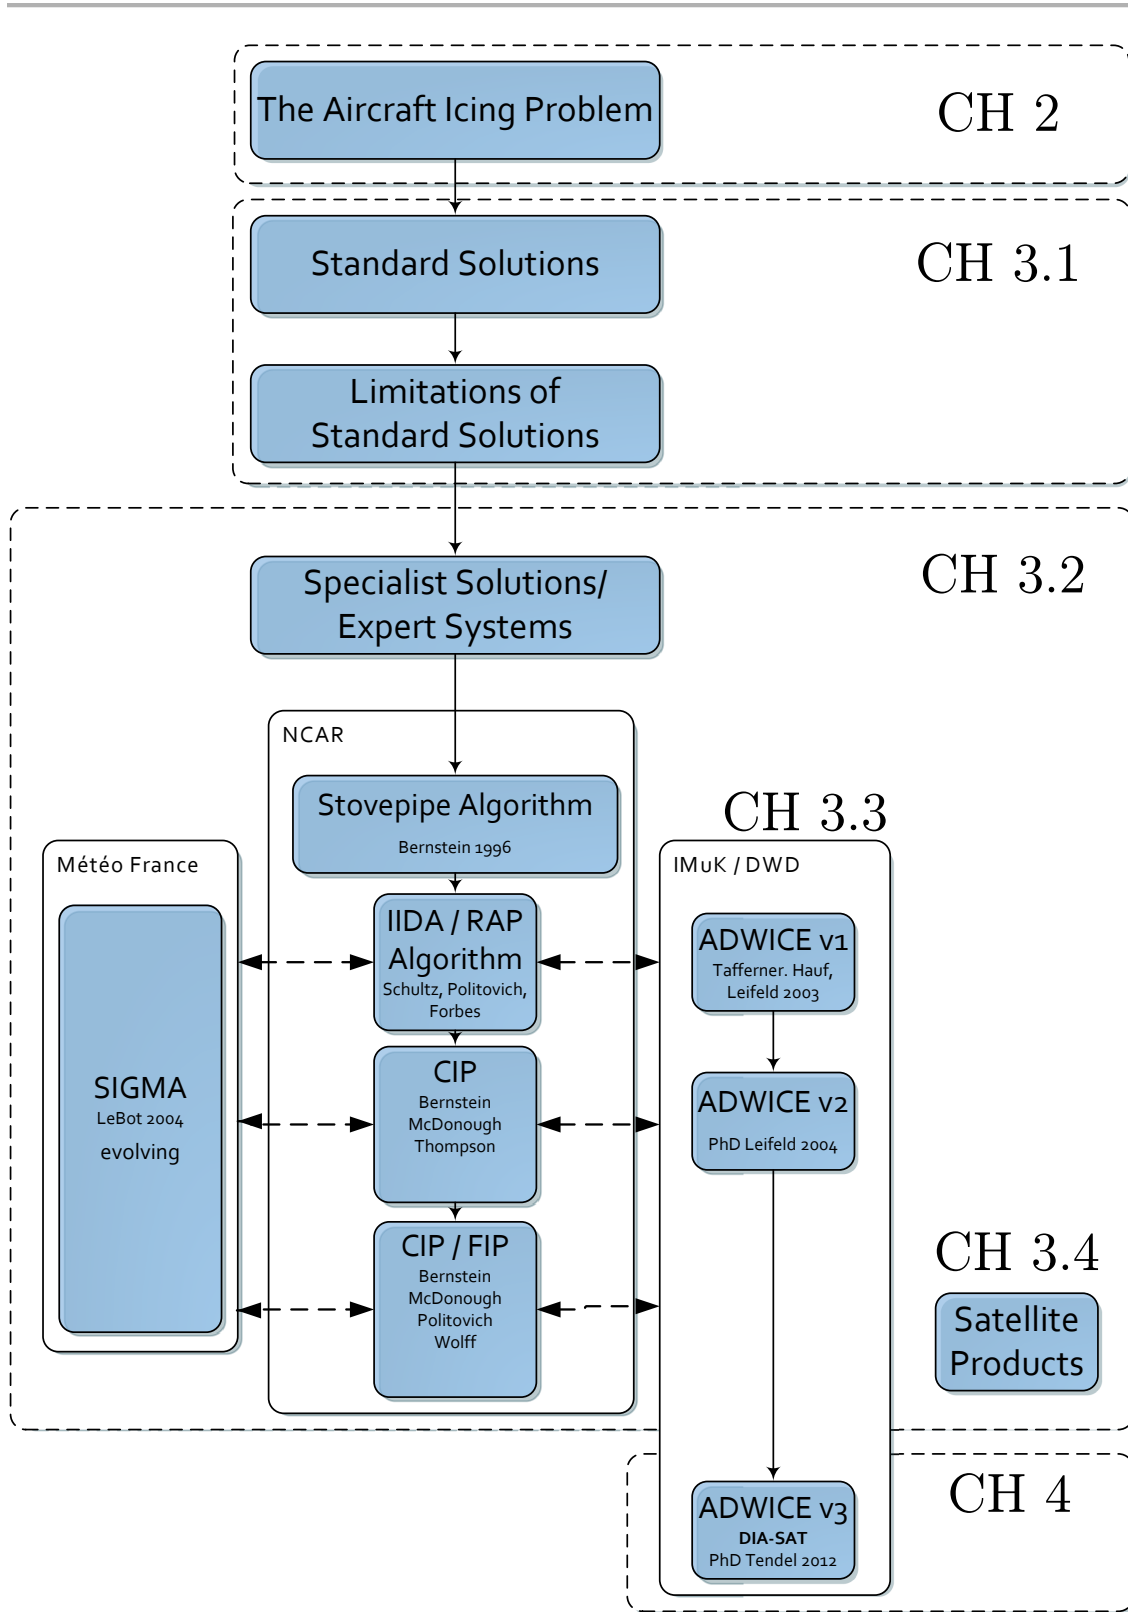 The Aircraft Icing Problem
CH 2
Standard Solutions
CH 3.1
Limitations of
Standard Solutions
CH 3.2
Specialist Solutions/
Expert Systems
NCAR
Stovepipe Algorithm
Bernstein 1996
CH 3.3
Météo France
SIGMA
LeBot 2004
evolving
IIDA / RAP
Algorithm
Schultz, Politovich,
Forbes
CIP
Bernstein
McDonough
Thompson
CIP / FIP
Bernstein
McDonough
Politovich
Wolff
IMuK / DWD
ADWICE v1
Tafferner. Hauf,
Leifeld 2003
ADWICE v2
PhD Leifeld 2004
CH 3.4
Satellite
Products
CH 4
ADWICE v3
DIA-SAT
PhD Tendel 2012